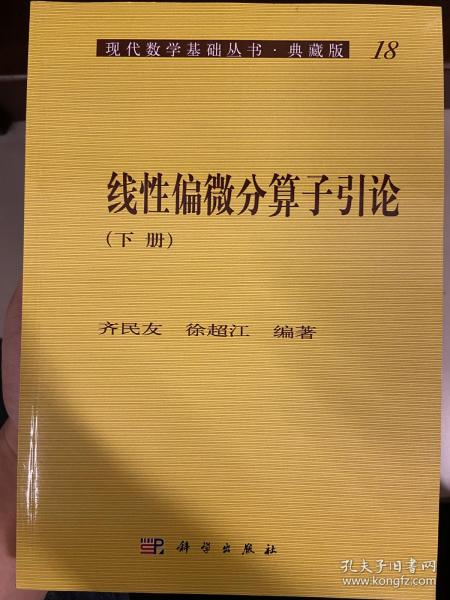 现代数学基础丛书·典藏版 18
线性偏微分算子引论
（下册）
齐民友 徐超江 编著
SP 科学出版社
孔夫子旧书网
www.kongfz.com